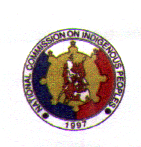 NATIONAL COMMISSION ON INDIGENOUS PEOPLES
1997